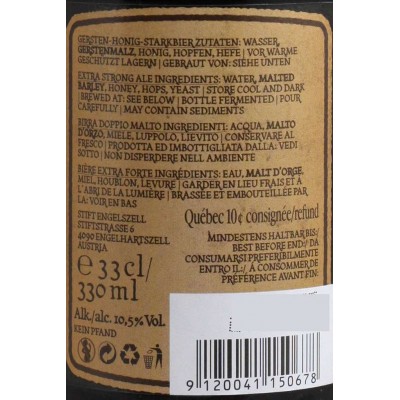 GERSTEN-HONIG-STARKBIER ZUTATEN: WASSER,
GERSTENMALZ, HONIG, HOPFEN, HEFE | VOR WÄRME
GESCHÜTZT LAGERN | GEBRAUT VON: SIEHE UNTEN
EXTRA STRONG ALE INGREDIENTS: WATER, MALTED
BARLEY, HONEY, HOPS, YEAST | STORE COOL AND DARK
| BREWED AT: SEE BELOW | BOTTLE FERMENTED | POUR
CAREFULLY | MAY CONTAIN SEDIMENTS
BIRRA DOPPIO MALTO INGREDIENTI: ACQUA, MALTO
D'ORZO, MIELE, LUPPOLO, LIEVITO | CONSERVARE AL
FRESCO | PRODOTTA ED IMBOTTIGLIATA DALLA: VEDI
SOTTO | NON DISPERDERE NELL AMBIENTE
BIÈRE EXTRA FORTE INGRÉDIENTS: EAU, MALT D'ORGE,
MIEL, HOUBLON, LEVURE | GARDER EN LIEU FRAIS ET À
L'ABRI DE LA LUMIÈRE | BRASSÉE ET EMBOUTEILLÉE PAR
LA: VOIR EN BAS
STIFT ENGELSZELL
STIFTSTRASSE 6
4090 ENGELHARTSZELL
AUSTRIA
Québec 10¢ consignée/refund
MINDESTENS HALTBAR BIS:/
BEST BEFORE END:/ DA
CONSUMARSI PREFERIBILMENTE
ENTRO IL:/ À CONSOMMER DE
PRÉFÉRENCE AVANT FIN:
e 33 cl/
330 ml
Alk./alc. 10,5% Vol.
KEIN PFAND
9 120041 150678